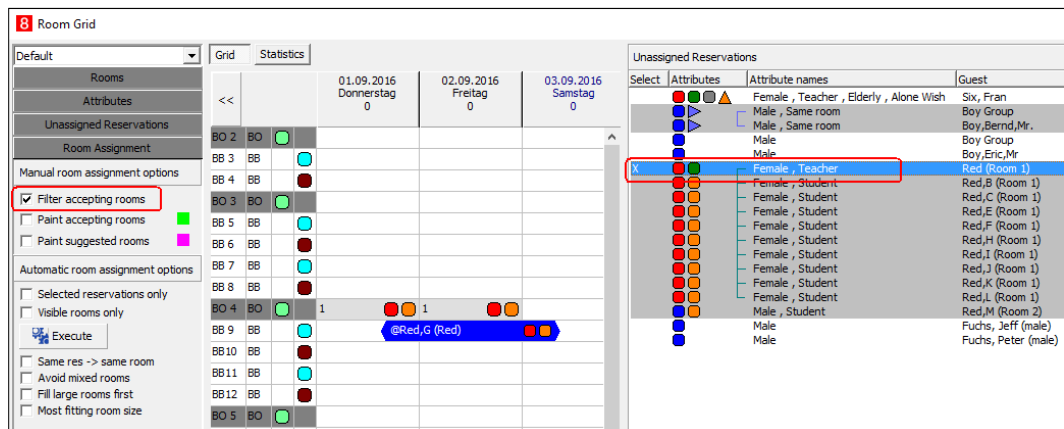 8 Room Grid
Default
Rooms
Attributes
Unassigned Reservations
Room Assignment
Manual room assignment options
Filter accepting rooms
Paint accepting rooms
Paint suggested rooms
Automatic room assignment options
Selected reservations only
Visible rooms only
Execute
Same res -> same room
Avoid mixed rooms
Fill large rooms first
Most fitting room size
Grid Statistics
<< 01.09.2016 02.09.2016 03.09.2016
Donnerstag Freitag Samstag
0 0 0
BO 2 BO
BB 3 BB
BB 4 BB
BO 3 BO
BB 5 BB
BB 6 BB
BB 7 BB
BB 8 BB
BO 4 BO 1 1
BB 9 BB @Red,G (Red)
BB10 BB
BB11 BB
BB12 BB
BO 5 BO
Unassigned Reservations
Select Attributes Attribute names Guest
Female , Teacher , Elderly , Alone Wish Six, Fran
Male , Same room Boy Group
Male , Same room Boy,Bernd,Mr.
Male Boy Group
Male Boy,Eric,Mr
X Female , Teacher Red (Room 1)
Female , Student Red,B (Room 1)
Female , Student Red,C (Room 1)
Female , Student Red,E (Room 1)
Female , Student Red,F (Room 1)
Female , Student Red,H (Room 1)
Female , Student Red,I (Room 1)
Female , Student Red,J (Room 1)
Female , Student Red,K (Room 1)
Female , Student Red,L (Room 1)
Male , Student Red,M (Room 2)
Male Fuchs, Jeff (male)
Male Fuchs, Peter (male)